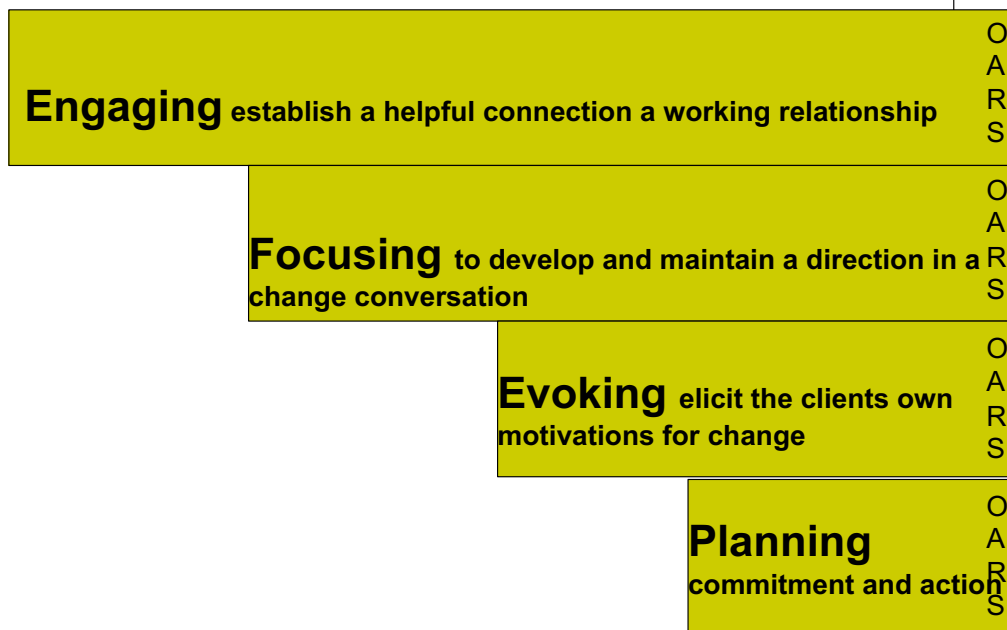 Engaging establish a helpful connection a working relationship
O
A
R
S
Focusing to develop and maintain a direction in a
change conversation
O
A
R
S
Evoking elicit the clients own
motivations for change
O
A
R
S
Planning
commitment and action
O
A
R
S